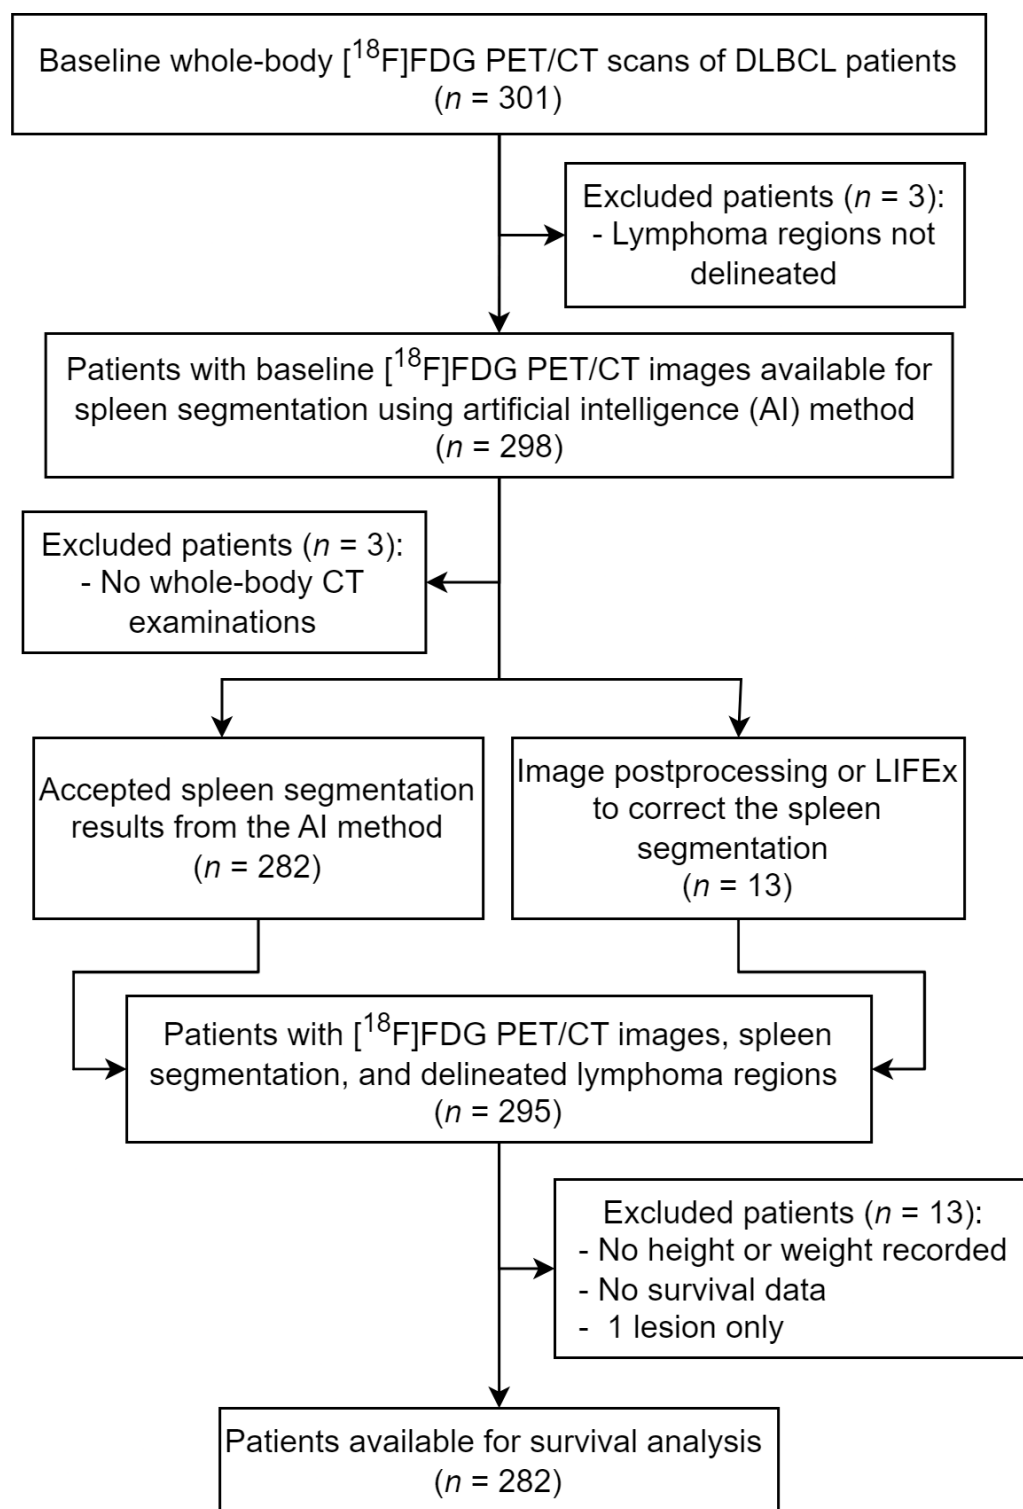 Baseline whole-body [18F]FDG PET/CT scans of DLBCL patients
(n = 301)
Excluded patients (n = 3):
- Lymphoma regions not
delineated
Patients with baseline [18F]FDG PET/CT images available for
spleen segmentation using artificial intelligence (AI) method
(n = 298)
Excluded patients (n = 3):
- No whole-body CT
examinations
Accepted spleen segmentation
results from the AI method
(n = 282)
Image postprocessing or LIFEx
to correct the spleen
segmentation
(n = 13)
Patients with [18F]FDG PET/CT images, spleen
segmentation, and delineated lymphoma regions
(n = 295)
Excluded patients (n = 13):
- No height or weight recorded
- No survival data
- 1 lesion only
Patients available for survival analysis
(n = 282)